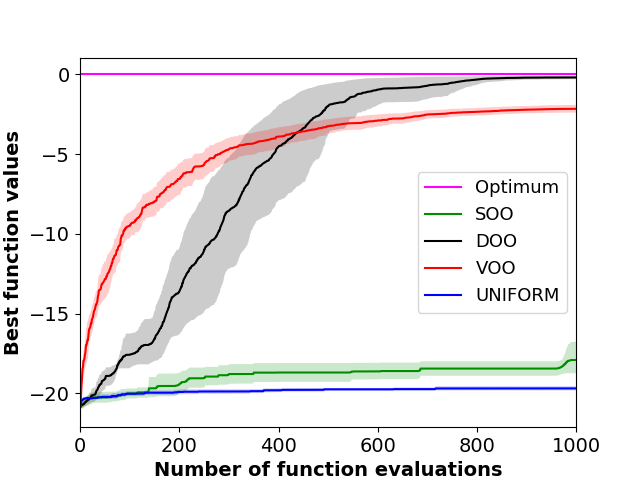 0
−5
−10
−15
−20
0
200
400
600
800
1000
Best function values
Number of function evaluations
Optimum
SOO
DOO
VOO
UNIFORM